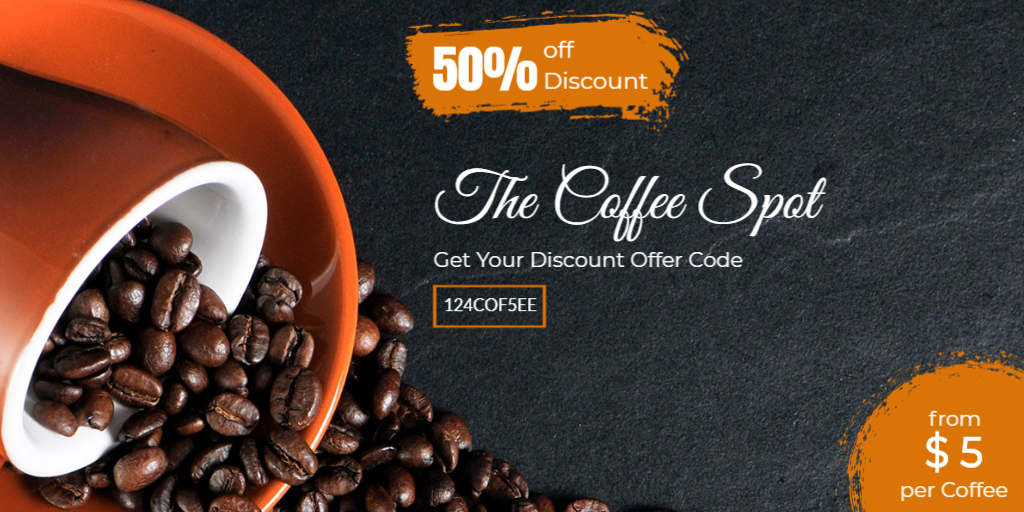 50% off
Discount
The Coffee Spot
Get Your Discount Offer Code
124COF5EE
from
$ 5
per Coffee